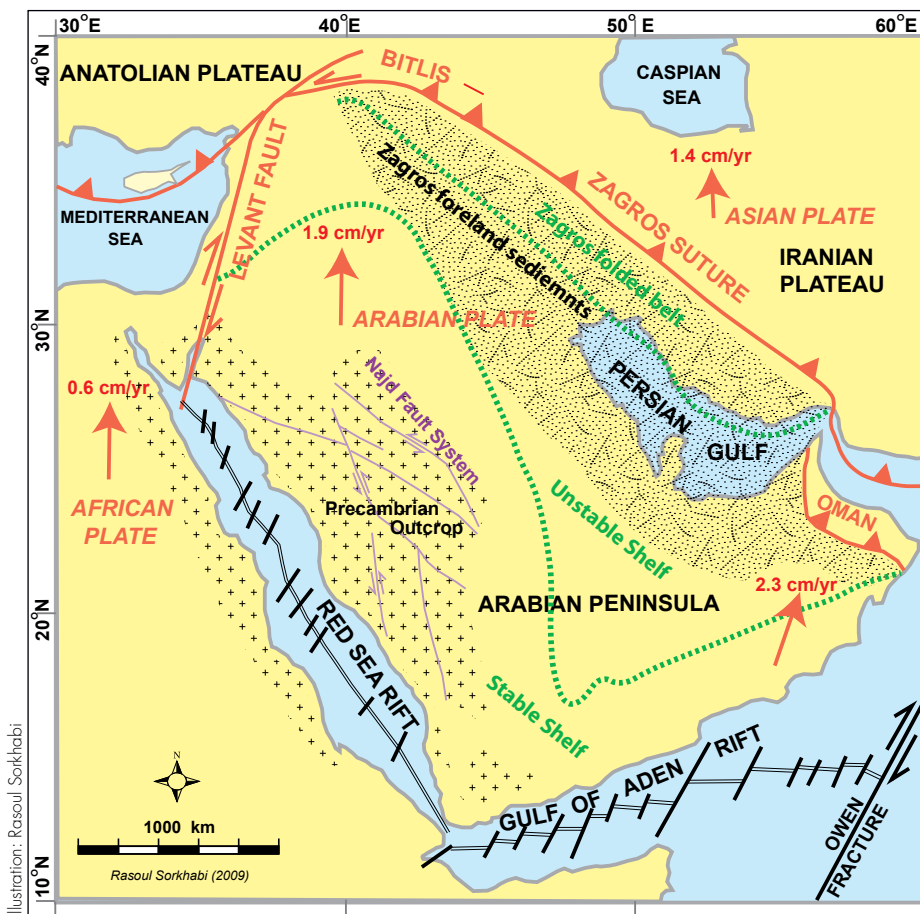 30°E
40°E
50°E
60°E
40°N
ANATOLIAN PLATEAU
BITLIS
CASPIAN
SEA
LEVANT FAULT
1.4 cm/yr
Zagros foreland sediemnts
Zagros folded belt
ZAGROS SUTURE
ASIAN PLATE
MEDITERRANEAN
SEA
1.9 cm/yr
IRANIAN
PLATEAU
30°N
ARABIAN PLATE
0.6 cm/yr
Najd Fault System
PERSIAN
GULF
AFRICAN
PLATE
Precambrian
Outcrop
Unstable Shelf
OMAN
2.3 cm/yr
ARABIAN PENINSULA
20°N
RED SEA RIFT
Stable Shelf
N
GULF OF ADEN RIFT
1000 km
OWEN
FRACTURE
Rasoul Sorkhabi (2009)
10°N
Illustration: Rasoul Sorkhabi